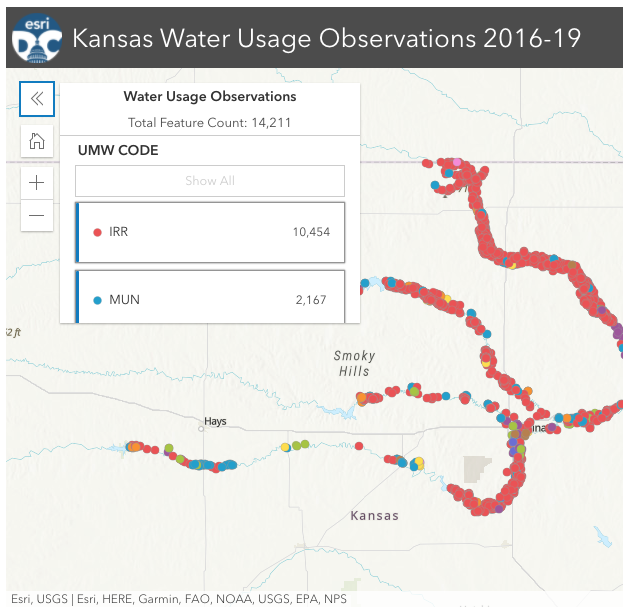 esri
DC
Kansas Water Usage Observations 2016-19
Water Usage Observations
Total Feature Count: 14,211
UMW CODE
Show All
IRR 10,454
MUN 2,167
Smoky
Hills
Hays
ina
Kansas
Esri, USGS | Esri, HERE, Garmin, FAO, NOAA, USGS, EPA, NPS